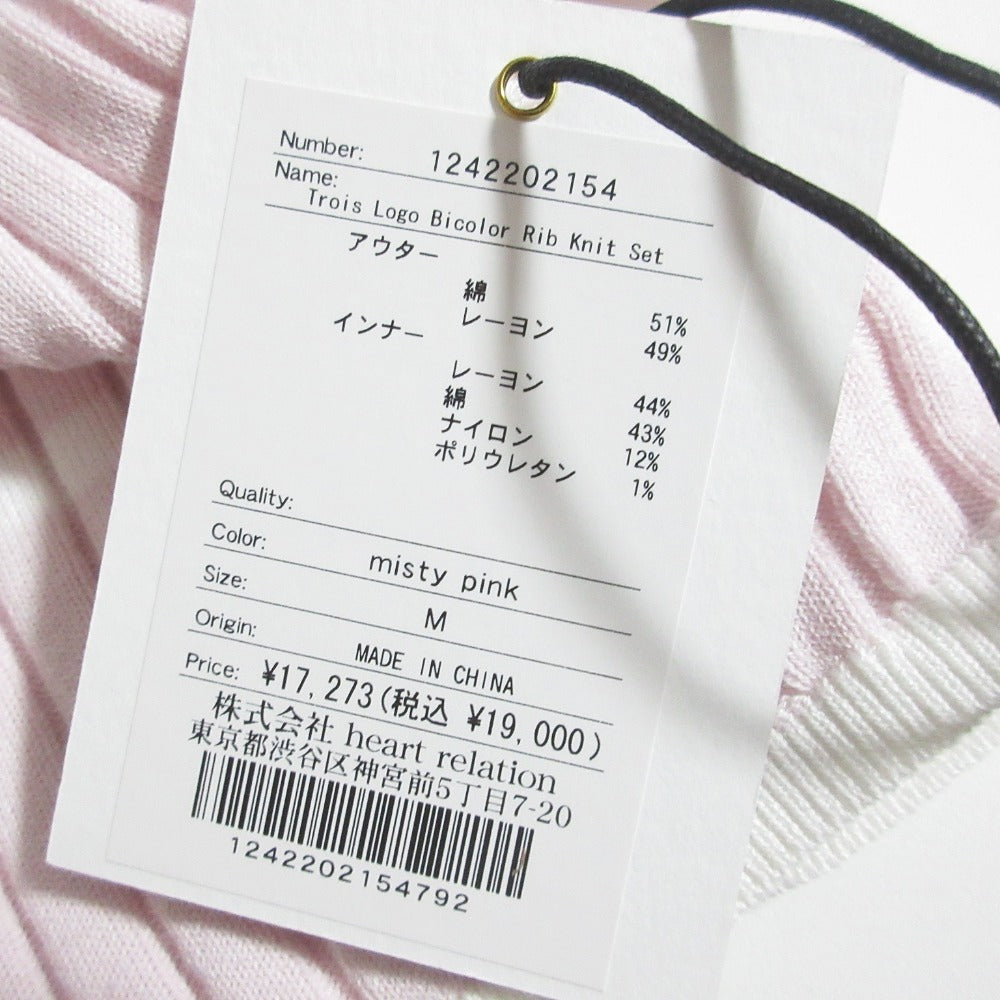 Number: 1242202154
Name:
Trois Logo Bicolor Rib Knit Set
アウター
綿 51%
レーヨン 49%
インナー
レーヨン 44%
綿 43%
ナイロン 12%
ポリウレタン 1%
Quality:
Color: misty pink
Size: M
Origin: MADE IN CHINA
Price: ¥17,273(税込 ¥19,000)
株式会社 heart relation
東京都渋谷区神宮前5丁目7-20
1242202154792